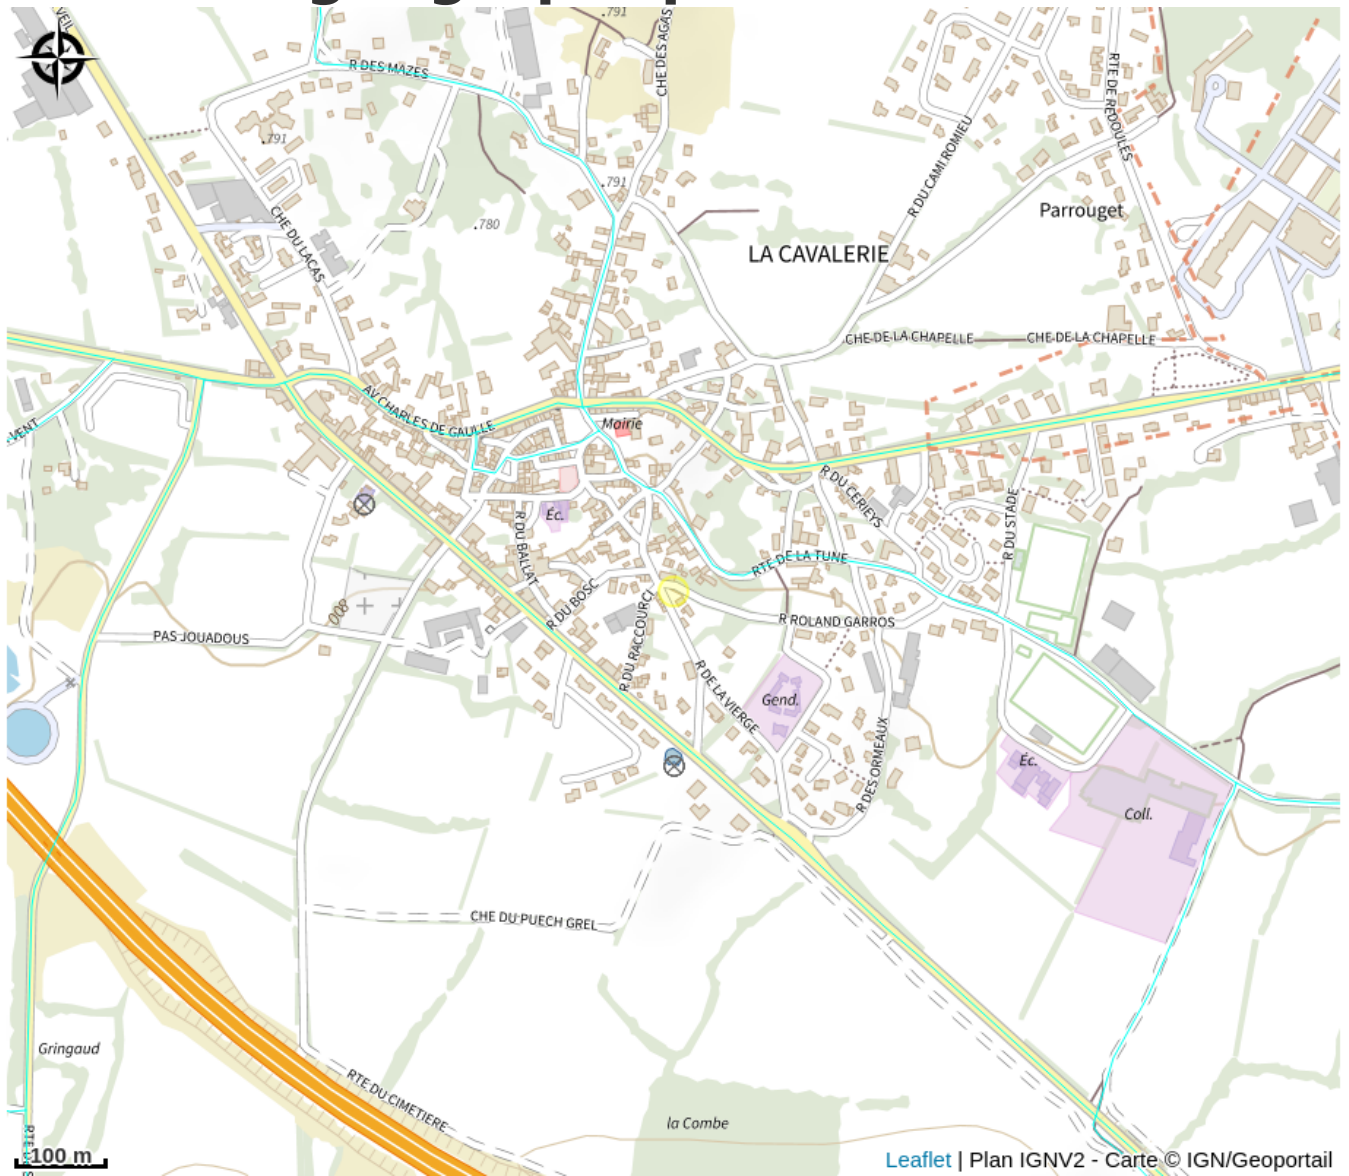 791
VEIL
CHE DES AGAS
R DES MAZES
RTE DE REDOULES
791
R DU CAMI ROMIEU
791
Parrouget
CHE DU LACAS
780
LA CAVALERIE
CHE DE LA CHAPELLE
CHE DE LA CHAPELLE
AV CHARLES DE GAULLE
VENT
Mairie
R DU CERIEYS
R DU STADE
Éc.
R DU BALLAT
RTE DE LA TUNE
800
R DU BOSC
R DU RACCOURCI
R ROLAND GARROS
PAS JOUADOUS
R DE LA VIERGE
Gend.
R DES ORMEAUX
Éc.
Coll.
CHE DU PUECH GREL
Gringaud
RTE DU CIMETIERE
la Combe
100 m
Leaflet | Plan IGNV2 - Carte © IGN/Geoportail